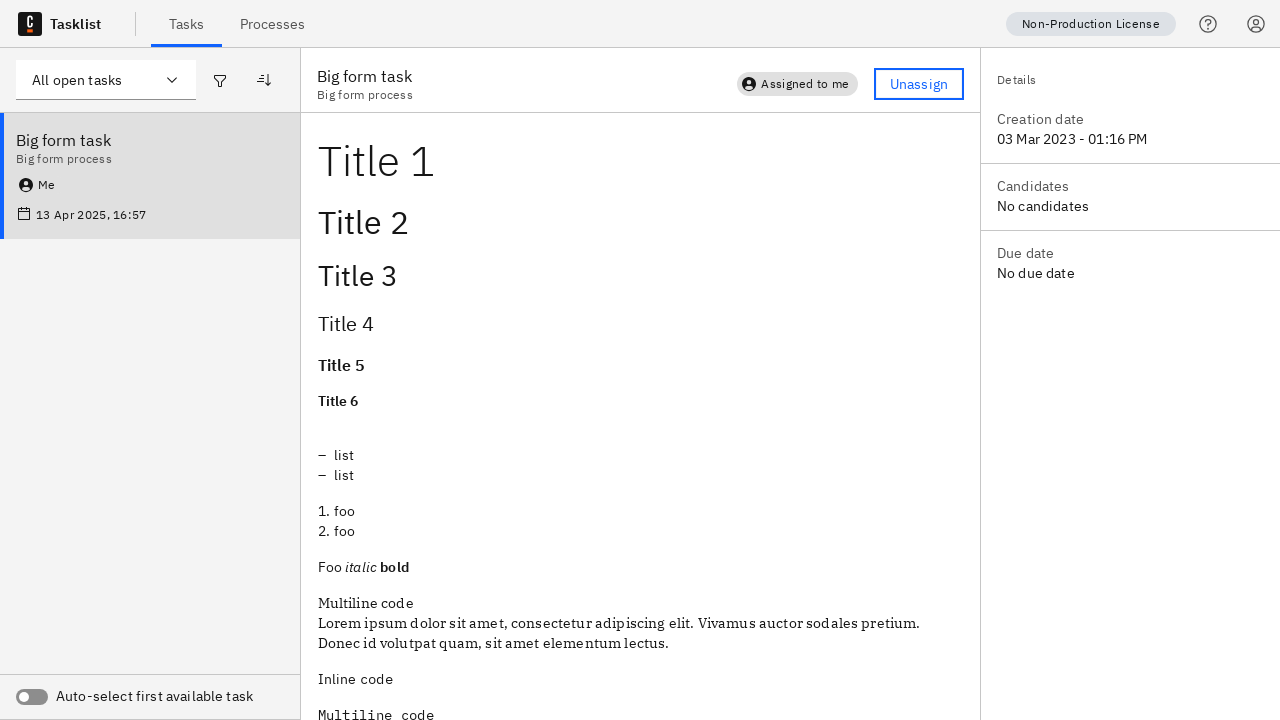 Tasklist
Tasks
Processes
Non-Production License
All open tasks
Big form task
Big form process
Me
13 Apr 2025, 16:57
Auto-select first available task
Big form task
Big form process
Assigned to me
Unassign
Title 1
Title 2
Title 3
Title 4
Title 5
Title 6
– list
– list
1. foo
2. foo
Foo italic bold
Multiline code
Lorem ipsum dolor sit amet, consectetur adipiscing elit. Vivamus auctor sodales pretium.
Donec id volutpat quam, sit amet elementum lectus.
Inline code
Multiline code
Details
Creation date
03 Mar 2023 - 01:16 PM
Candidates
No candidates
Due date
No due date